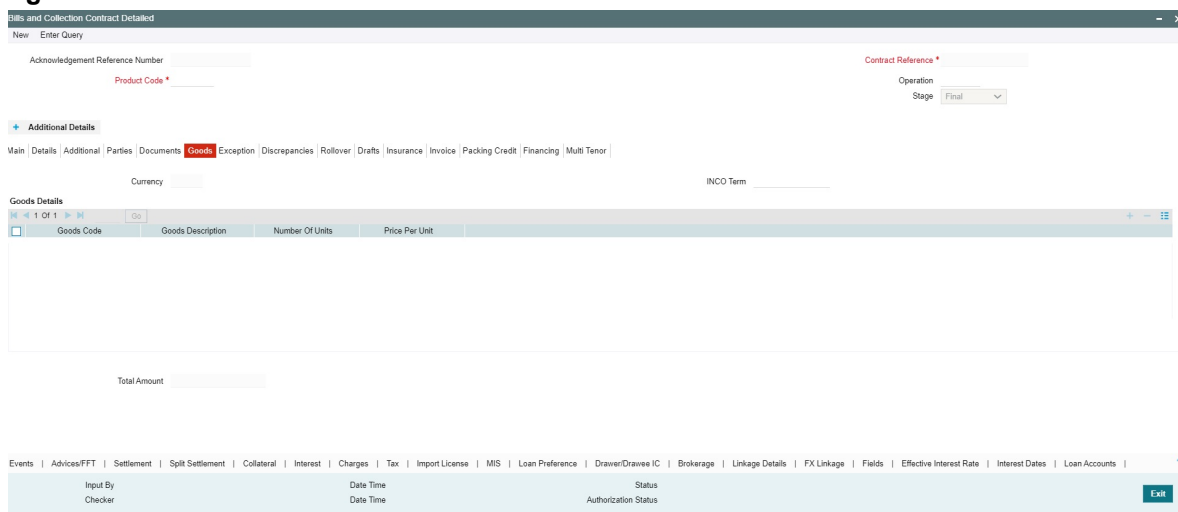 Bills and Collection Contract Detailed
New Enter Query
Acknowledgement Reference Number Contract Reference *
Product Code * Operation
Stage Final
+ Additional Details
Main Details Additional Parties Documents Goods Exception Discrepancies Rollover Drafts Insurance Invoice Packing Credit Financing Multi Tenor
Currency INCO Term
Goods Details
1 Of 1 Go
Goods Code Goods Description Number Of Units Price Per Unit
Total Amount
Events | Advices/FFT | Settlement | Split Settlement | Collateral | Interest | Charges | Tax | Import License | MIS | Loan Preference | Drawer/Drawee IC | Brokerage | Linkage Details | FX Linkage | Fields | Effective Interest Rate | Interest Dates | Loan Accounts |
Input By Date Time Status
Checker Date Time Authorization Status
Exit